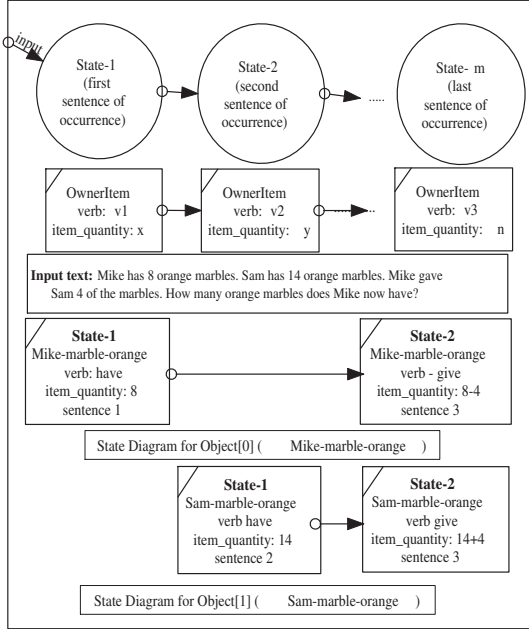 input
State-1
(first
sentence of
occurrence)
State-2
(second
sentence of
occurrence)
.....
State- m
(last
sentence of
occurrence)
OwnerItem
verb: v1
item_quantity: x
OwnerItem
verb: v2
item_quantity: y
OwnerItem
verb: v3
item_quantity: n
Input text: Mike has 8 orange marbles. Sam has 14 orange marbles. Mike gave
Sam 4 of the marbles. How many orange marbles does Mike now have?
State-1
Mike-marble-orange
verb: have
item_quantity: 8
sentence 1
State-2
Mike-marble-orange
verb - give
item_quantity: 8-4
sentence 3
State Diagram for Object[0] ( Mike-marble-orange )
State-1
Sam-marble-orange
verb have
item_quantity: 14
sentence 2
State-2
Sam-marble-orange
verb give
item_quantity: 14+4
sentence 3
State Diagram for Object[1] ( Sam-marble-orange )